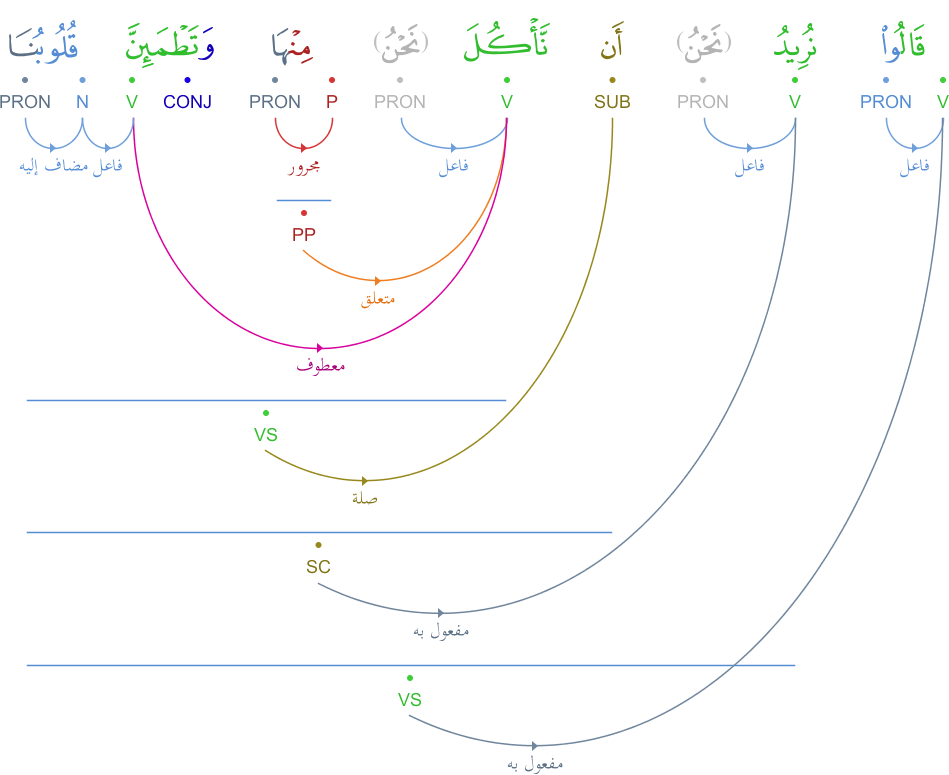 قَالُوا۟ نُرِيدُ (نَحْنُ) أَن نَّأْكُلَ (نَحْنُ) مِنْهَا وَتَطْمَئِنَّ قُلُوبُنَا
V PRON V PRON SUB V PRON P PRON CONJ V N PRON
فاعل فاعل فاعل مجرور فاعل مضاف إليه
PP
متعلق
معطوف
VS
صلة
SC
مفعول به
VS
مفعول به